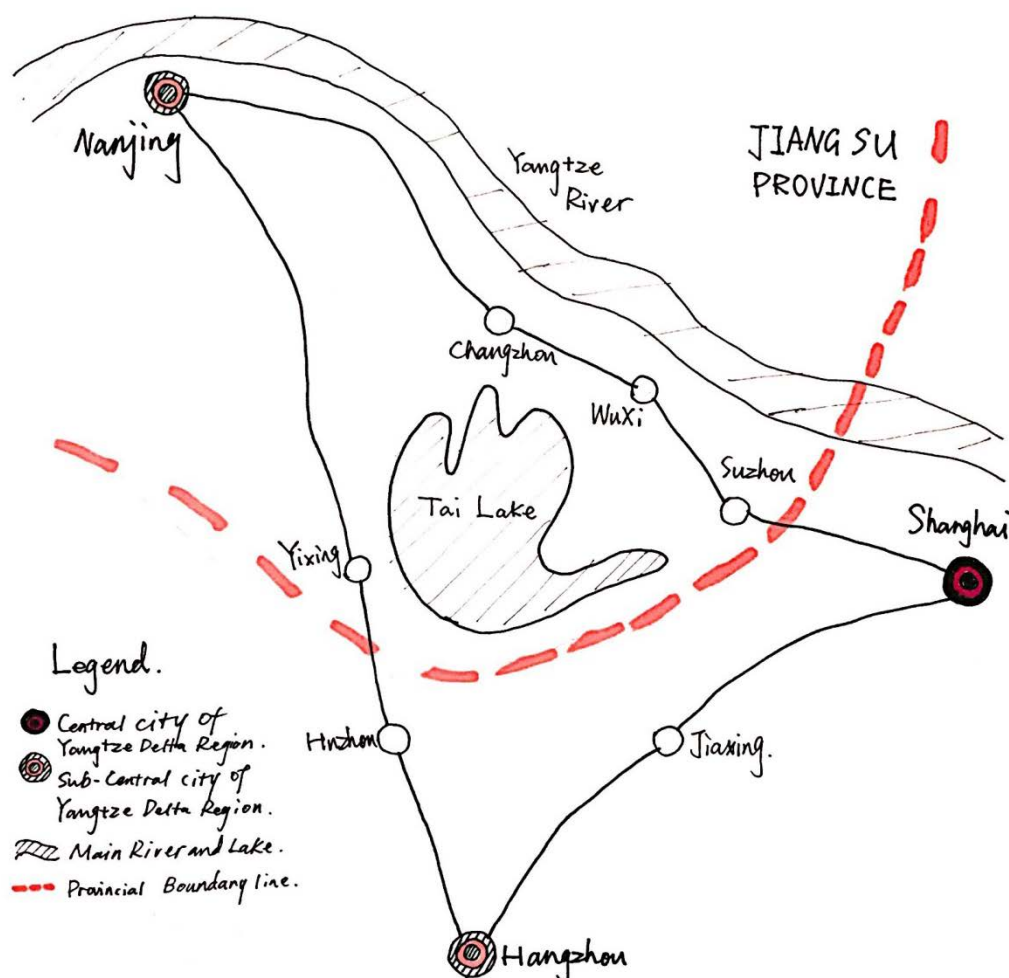 Nanjing
Yangtze
River
JIANG SU
PROVINCE
Changzhou
WuXi
Suzhou
Shanghai
Tai Lake
Yixing
Hnzhou
Jiaxing.
Hangzhou
Legend.
Central city of
Yangtze Delta Region.
Sub-Central city of
Yangtze Delta Region.
Main River and Lake.
Provincial Boundary line.